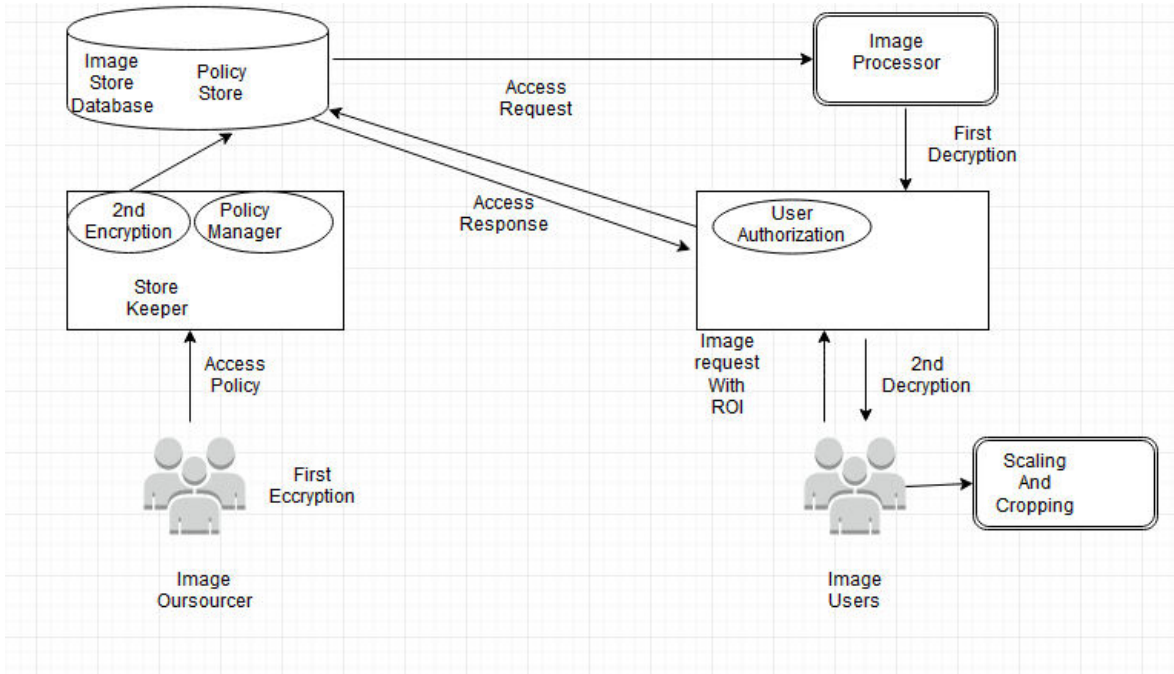 Image
Store
Database
Policy
Store
Access
Request
Image
Processor
First
Decryption
2nd
Encryption
Policy
Manager
Store
Keeper
Access
Response
User
Authorization
Access
Policy
Image
request
With
ROI
2nd
Decryption
First
Eccryption
Scaling
And
Cropping
Image
Oursourcer
Image
Users